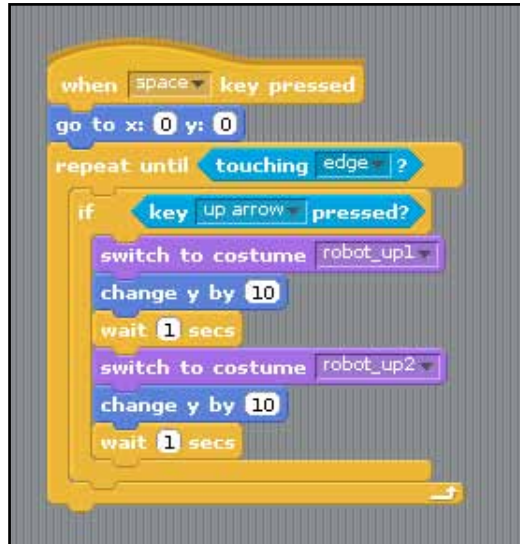 when space key pressed
go to x: 0 y: 0
repeat until touching edge ?
if key up arrow pressed?
switch to costume robot_up1
change y by 10
wait 1 secs
switch to costume robot_up2
change y by 10
wait 1 secs